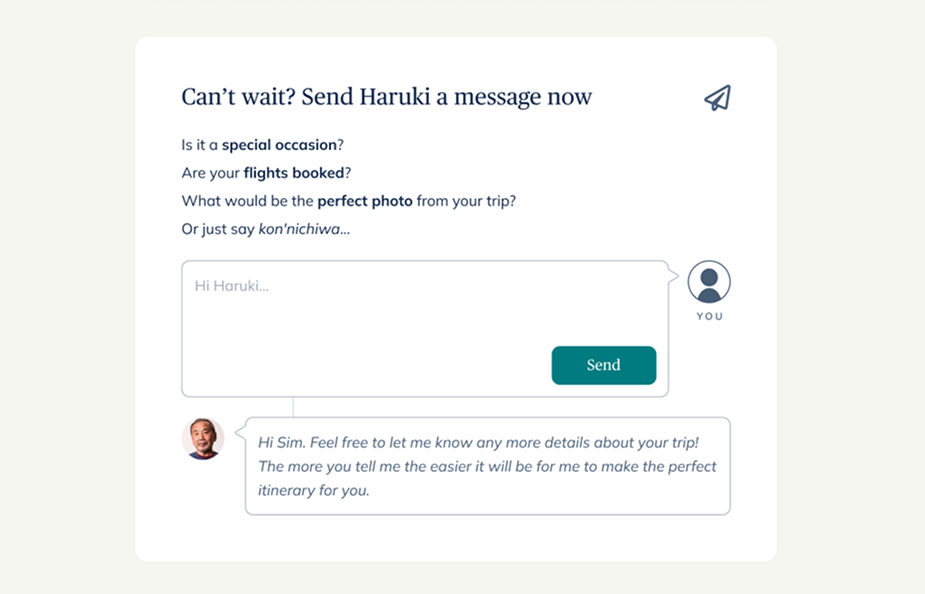 Can’t wait? Send Haruki a message now
Is it a special occasion?
Are your flights booked?
What would be the perfect photo from your trip?
Or just say kon'nichiwa...
Hi Haruki...
YOU
Send
Hi Sim. Feel free to let me know any more details about your trip!
The more you tell me the easier it will be for me to make the perfect
itinerary for you.